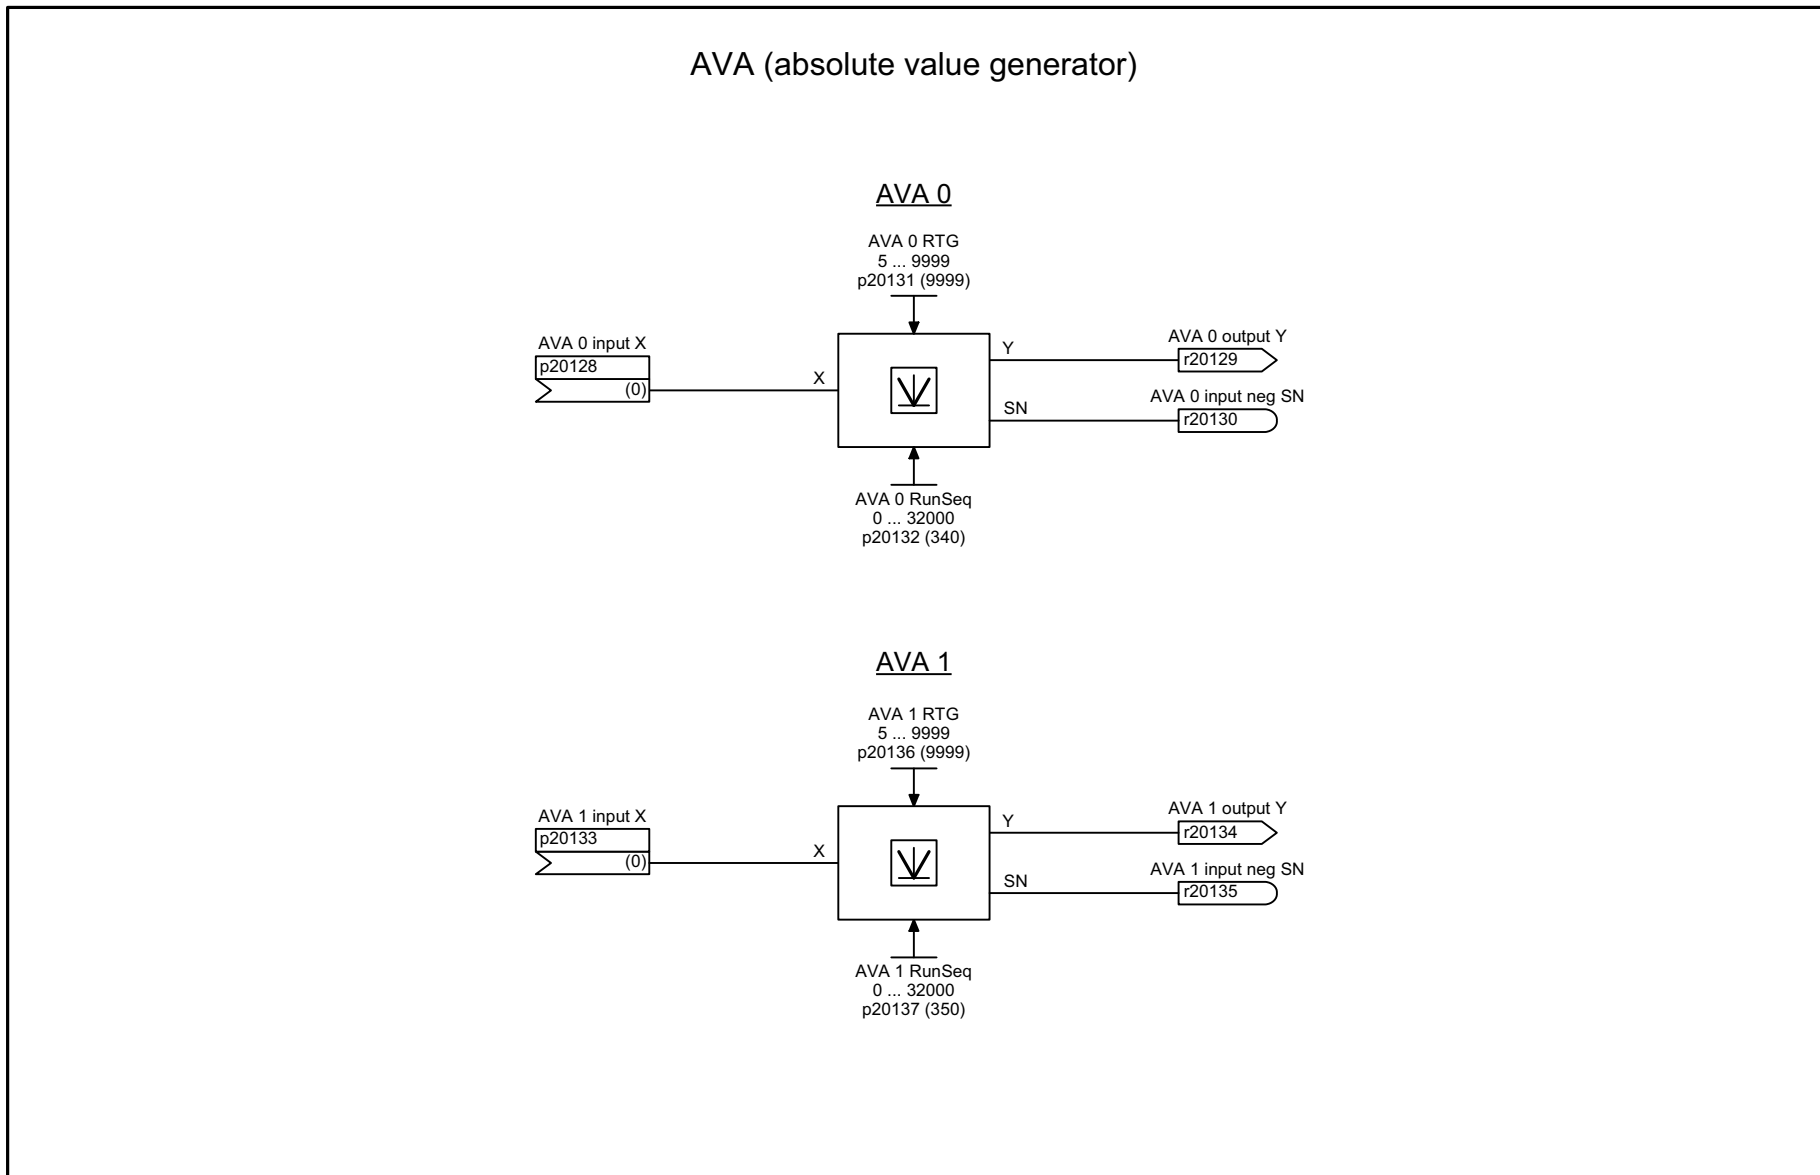 AVA (absolute value generator)
AVA 0
AVA 0 RTG
5 ... 9999
p20131 (9999)
AVA 0 input X
p20128
(0)
X
Y
SN
AVA 0 output Y
r20129
AVA 0 input neg SN
r20130
AVA 0 RunSeq
0 ... 32000
p20132 (340)
AVA 1
AVA 1 RTG
5 ... 9999
p20136 (9999)
AVA 1 input X
p20133
(0)
X
Y
SN
AVA 1 output Y
r20134
AVA 1 input neg SN
r20135
AVA 1 RunSeq
0 ... 32000
p20137 (350)